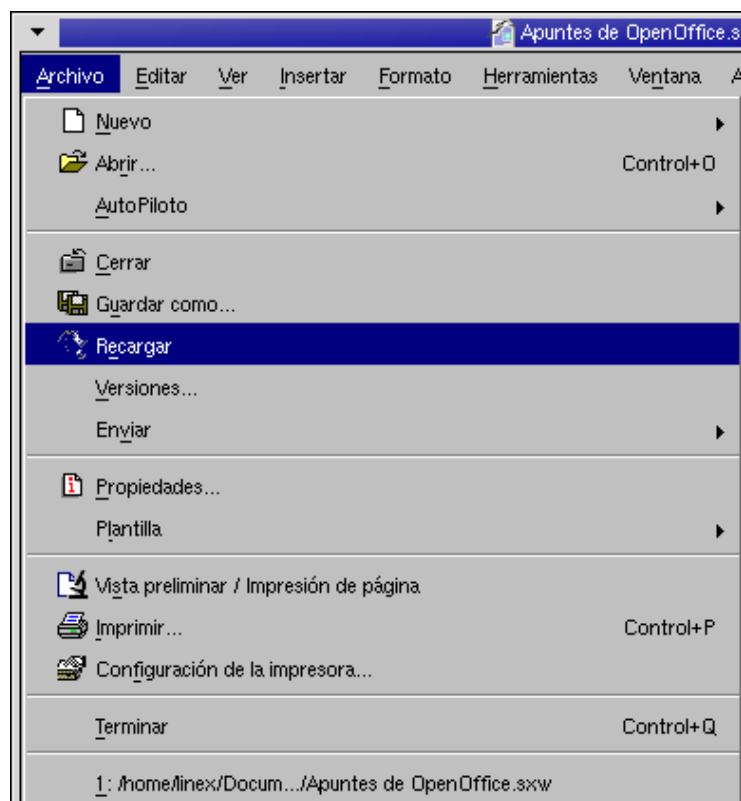 Apuntes de OpenOffice.s
Archivo Editar Ver Insertar Formato Herramientas Ventana A
Nuevo
Abrir... Control+O
AutoPiloto
Cerrar
Guardar como...
Recargar
Versiones...
Enviar
Propiedades...
Plantilla
Vista preliminar / Impresión de página
Imprimir... Control+P
Configuración de la impresora...
Terminar Control+Q
1: /home/linex/Docum.../Apuntes de OpenOffice.sxw